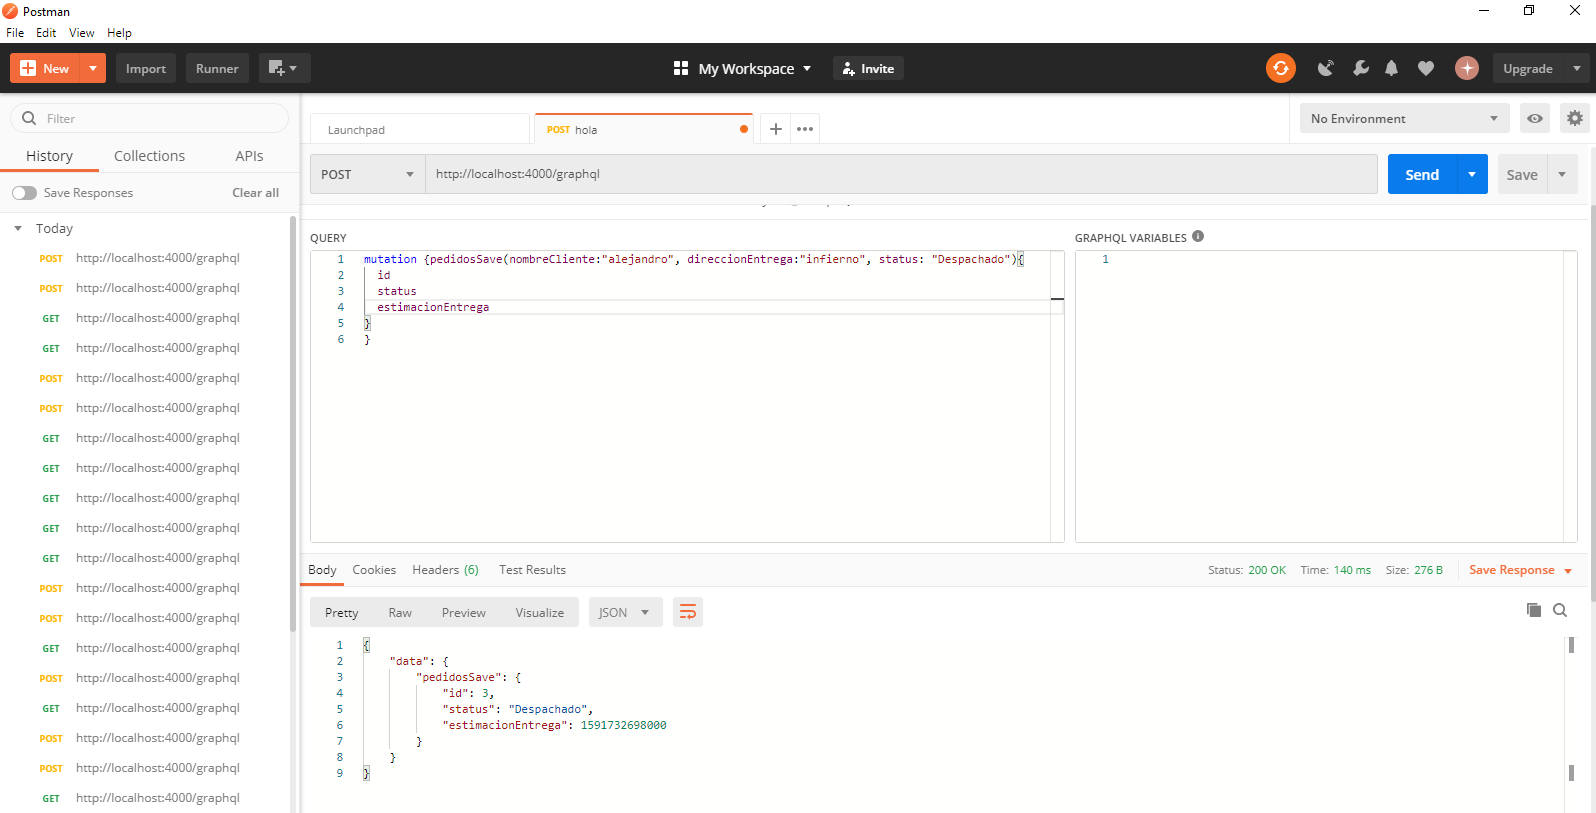 Postman
File Edit View Help
New Import Runner My Workspace Invite Upgrade
Filter
History Collections APIs
Save Responses Clear all
Today
POST http://localhost:4000/graphql
POST http://localhost:4000/graphql
GET http://localhost:4000/graphql
GET http://localhost:4000/graphql
POST http://localhost:4000/graphql
POST http://localhost:4000/graphql
GET http://localhost:4000/graphql
GET http://localhost:4000/graphql
GET http://localhost:4000/graphql
GET http://localhost:4000/graphql
GET http://localhost:4000/graphql
POST http://localhost:4000/graphql
POST http://localhost:4000/graphql
GET http://localhost:4000/graphql
POST http://localhost:4000/graphql
GET http://localhost:4000/graphql
POST http://localhost:4000/graphql
POST http://localhost:4000/graphql
GET http://localhost:4000/graphql
Launchpad POST hola No Environment
POST http://localhost:4000/graphql Send Save
QUERY
1 mutation {pedidosSave(nombreCliente:"alejandro", direccionEntrega:"infierno", status: "Despachado"){
2 id
3 status
4 estimacionEntrega
5 }
6 }
GRAPHQL VARIABLES
1
Body Cookies Headers (6) Test Results Status: 200 OK Time: 140 ms Size: 276 B Save Response
Pretty Raw Preview Visualize JSON
1 {
2 "data": {
3 "pedidosSave": {
4 "id": 3,
5 "status": "Despachado",
6 "estimacionEntrega": 1591732698000
7 }
8 }
9 }